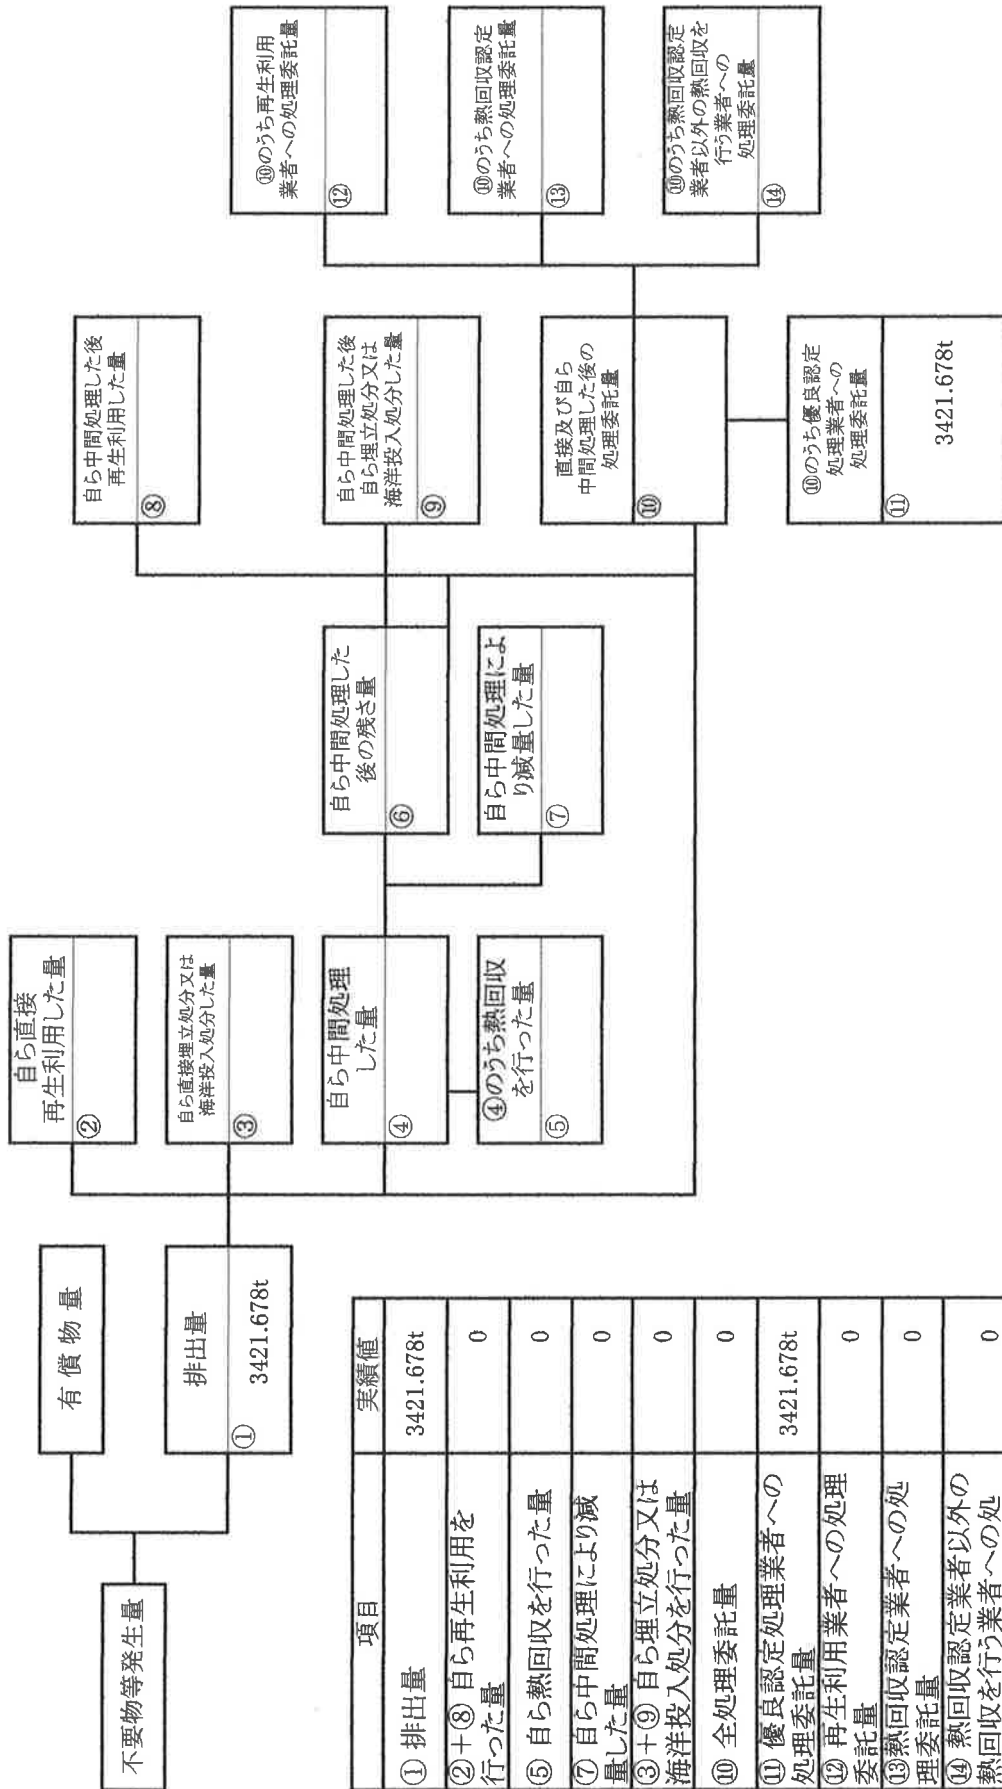 不要物等発生量
有償物量
排出量
①
3421.678t
自ら直接
再生利用した量
②
自ら直接埋立処分又は
海洋投入処分した量
③
自ら中間処理
した量
④
④のうち熱回収
を行った量
⑤
自ら中間処理した
後の残さ量
⑥
自ら中間処理によ
り減量した量
⑦
自ら中間処理した後
再生利用した量
⑧
自ら中間処理した後
自ら埋立処分又は
海洋投入処分した量
⑨
直接及び自ら
中間処理した後の
処理委託量
⑩
⑩のうち優良認定
処理業者への
処理委託量
⑪
3421.678t
⑩のうち再生利用
業者への処理委託量
⑫
⑩のうち熱回収認定
業者への処理委託量
⑬
⑩のうち熱回収認定
業者以外の熱回収を
行う業者への
処理委託量
⑭
項目 実績値
① 排出量 3421.678t
②+⑧ 自ら再生利用を
行った量 0
⑤ 自ら熱回収を行った量 0
⑦ 自ら中間処理により減
量した量 0
③+⑨ 自ら埋立処分又は
海洋投入処分を行った量 0
⑩ 全処理委託量 0
⑪ 優良認定処理業者への
処理委託量 3421.678t
⑫ 再生利用業者への処理
委託量 0
⑬熱回収認定業者への処
理委託量 0
⑭ 熱回収認定業者以外の
熱回収を行う業者への処 0